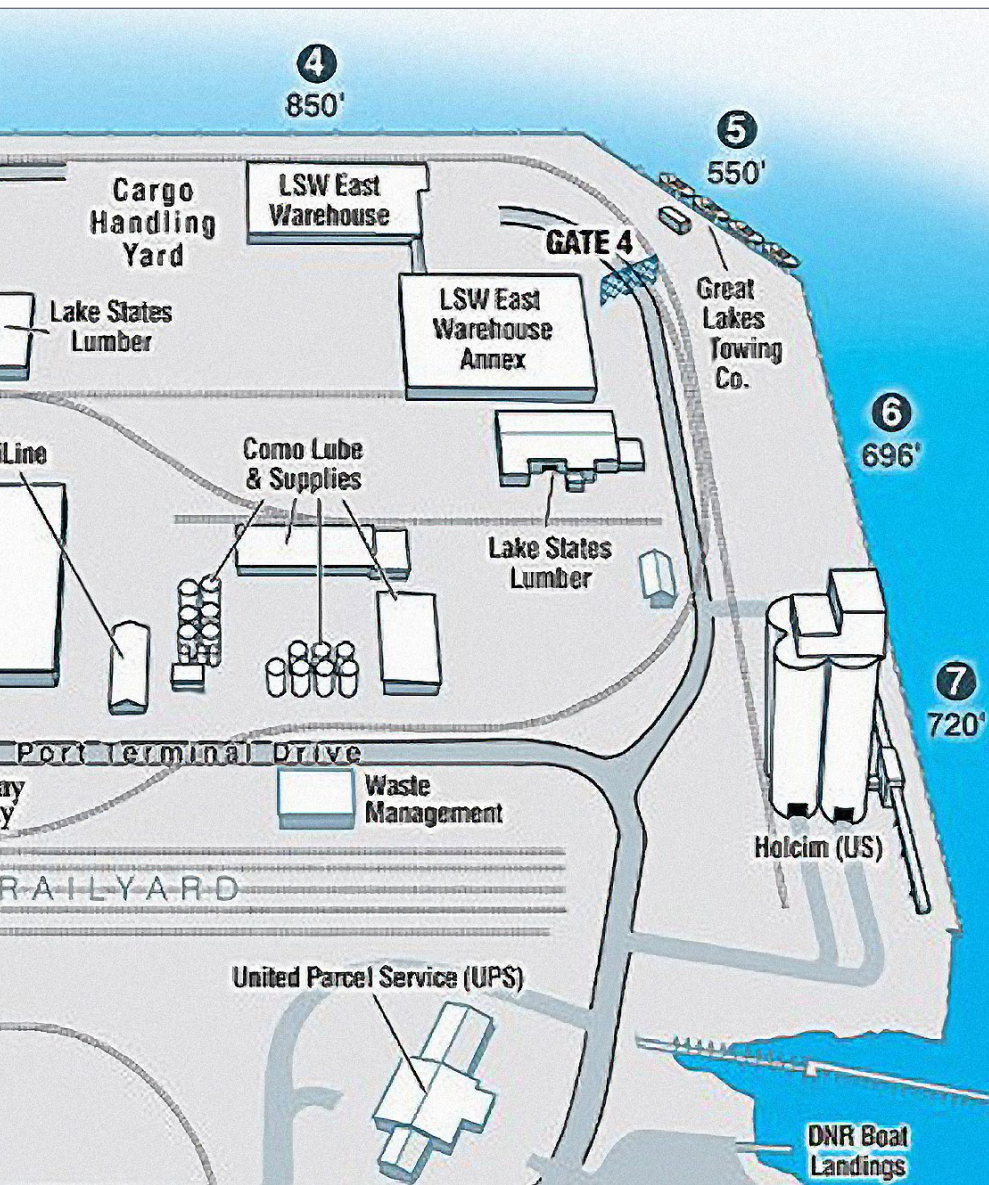 4
850'
5
550'
Cargo
Handling
Yard
LSW East
Warehouse
GATE 4
Great
Lakes
Towing
Co.
Lake States
Lumber
LSW East
Warehouse
Annex
6
696'
Como Lube
& Supplies
Lake States
Lumber
7
720'
Port Terminal Drive
Waste
Management
Holcim (US)
RAILYARD
United Parcel Service (UPS)
DNR Boat
Landings